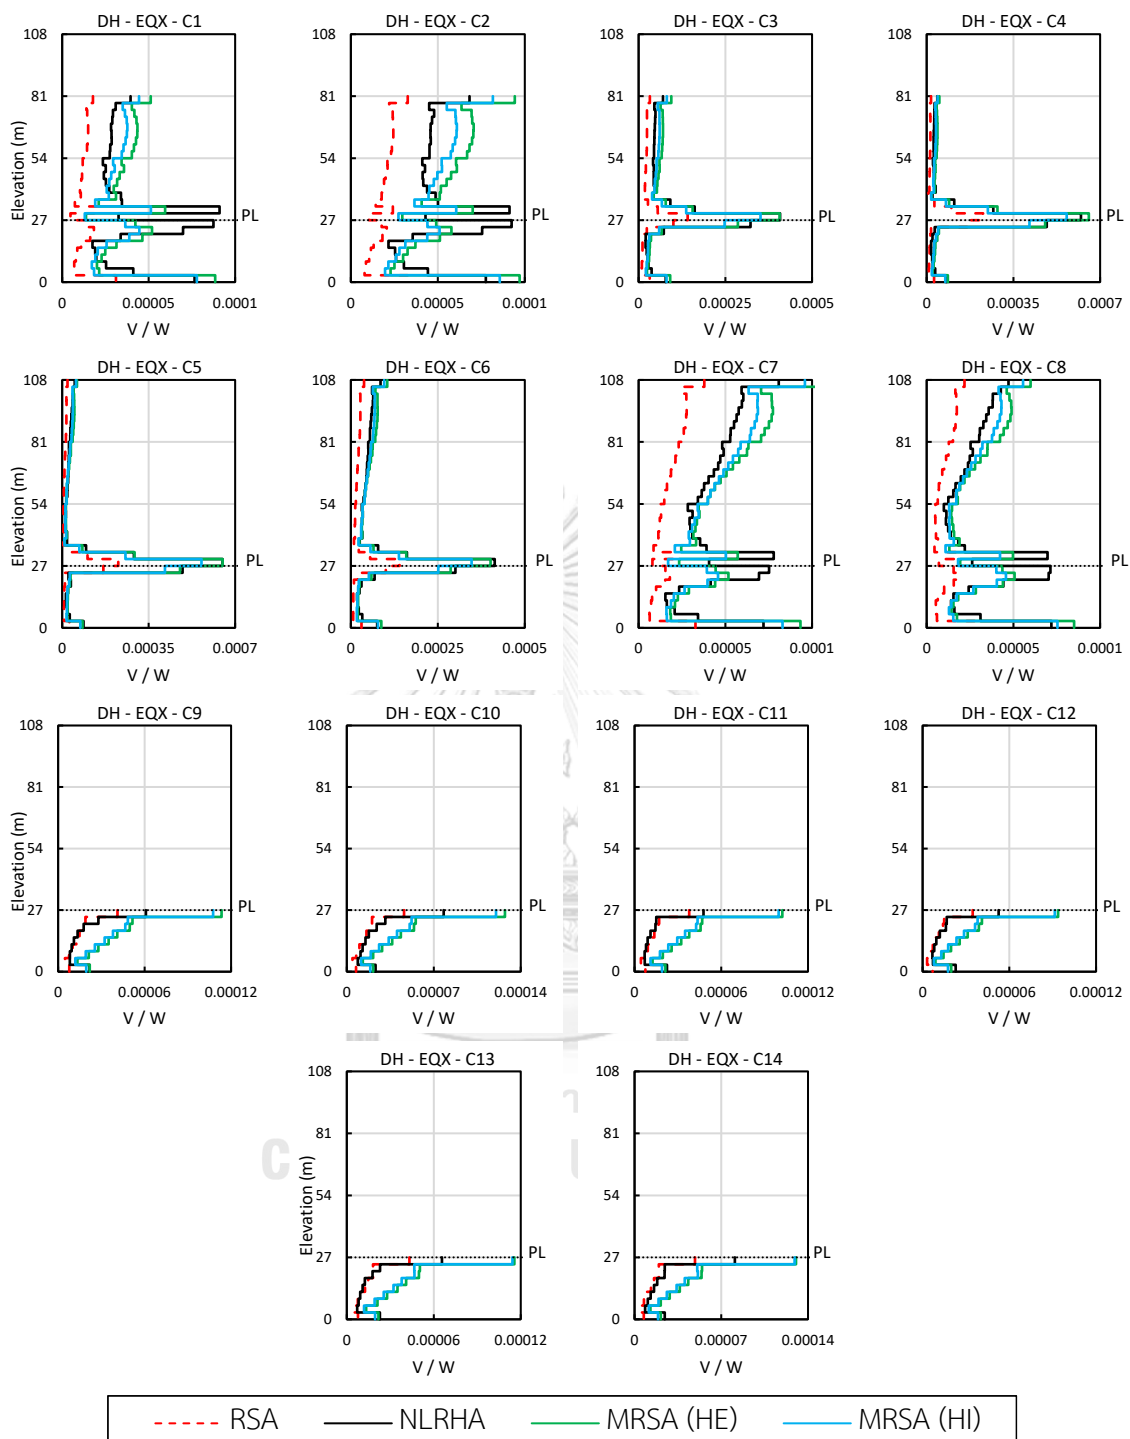 DH - EQX - C1 DH - EQX - C2 DH - EQX - C3 DH - EQX - C4
108 108 108 108
81 81 81 81
54 54 54 54
27 27 27 27
0 0 0 0
PL PL
Elevation (m)
0 0.00005 0.0001 0 0.00005 0.0001 0 0.00025 0.0005 0 0.00035 0.0007
V / W V / W V / W V / W
DH - EQX - C5 DH - EQX - C6 DH - EQX - C7 DH - EQX - C8
108 108 108 108
81 81 81 81
54 54 54 54
27 27 27 27
0 0 0 0
PL PL
Elevation (m)
0 0.00035 0.0007 0 0.00025 0.0005 0 0.00005 0.0001 0 0.00005 0.0001
V / W V / W V / W V / W
DH - EQX - C9 DH - EQX - C10 DH - EQX - C11 DH - EQX - C12
108 108 108 108
81 81 81 81
54 54 54 54
27 27 27 27
0 0 0 0
PL PL
Elevation (m)
0 0.00006 0.00012 0 0.00007 0.00014 0 0.00006 0.00012 0 0.00006 0.00012
V / W V / W V / W V / W
DH - EQX - C13 DH - EQX - C14
108 108
81 81
54 54
27 27
0 0
PL PL
Elevation (m)
0 0.00006 0.00012 0 0.00007 0.00014
V / W V / W
RSA NLRHA MRSA (HE) MRSA (HI)